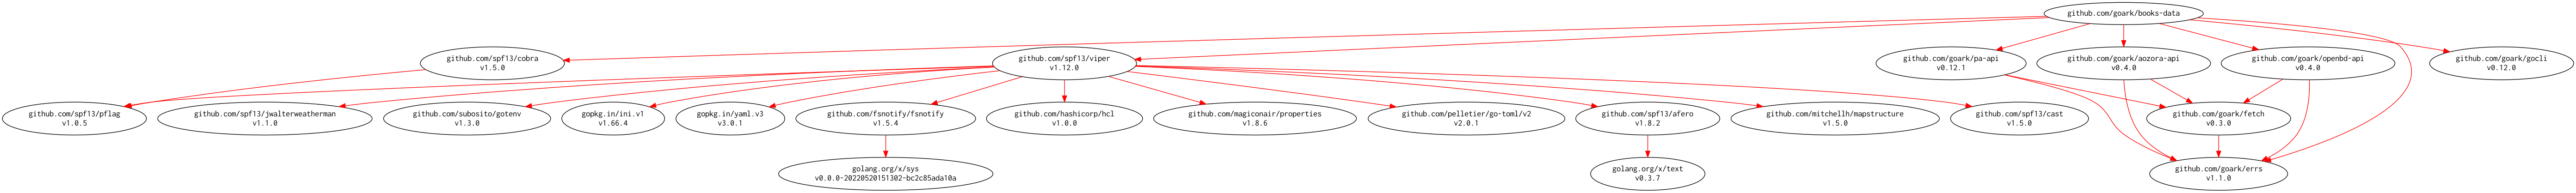 github.com/goark/books-data
github.com/spf13/cobra
v1.5.0
github.com/spf13/viper
v1.12.0
github.com/goark/pa-api
v0.12.1
github.com/goark/aozora-api
v0.4.0
github.com/goark/openbd-api
v0.4.0
github.com/goark/gocli
v0.12.0
github.com/spf13/pflag
v1.0.5
github.com/spf13/jwalterweatherman
v1.1.0
github.com/subosito/gotenv
v1.3.0
gopkg.in/ini.v1
v1.66.4
gopkg.in/yaml.v3
v3.0.1
github.com/fsnotify/fsnotify
v1.5.4
github.com/hashicorp/hcl
v1.0.0
github.com/magiconair/properties
v1.8.6
github.com/pelletier/go-toml/v2
v2.0.1
github.com/spf13/afero
v1.8.2
github.com/mitchellh/mapstructure
v1.5.0
github.com/spf13/cast
v1.5.0
github.com/goark/fetch
v0.3.0
golang.org/x/sys
v0.0.0-20220520151302-bc2c85ada10a
golang.org/x/text
v0.3.7
github.com/goark/errs
v1.1.0